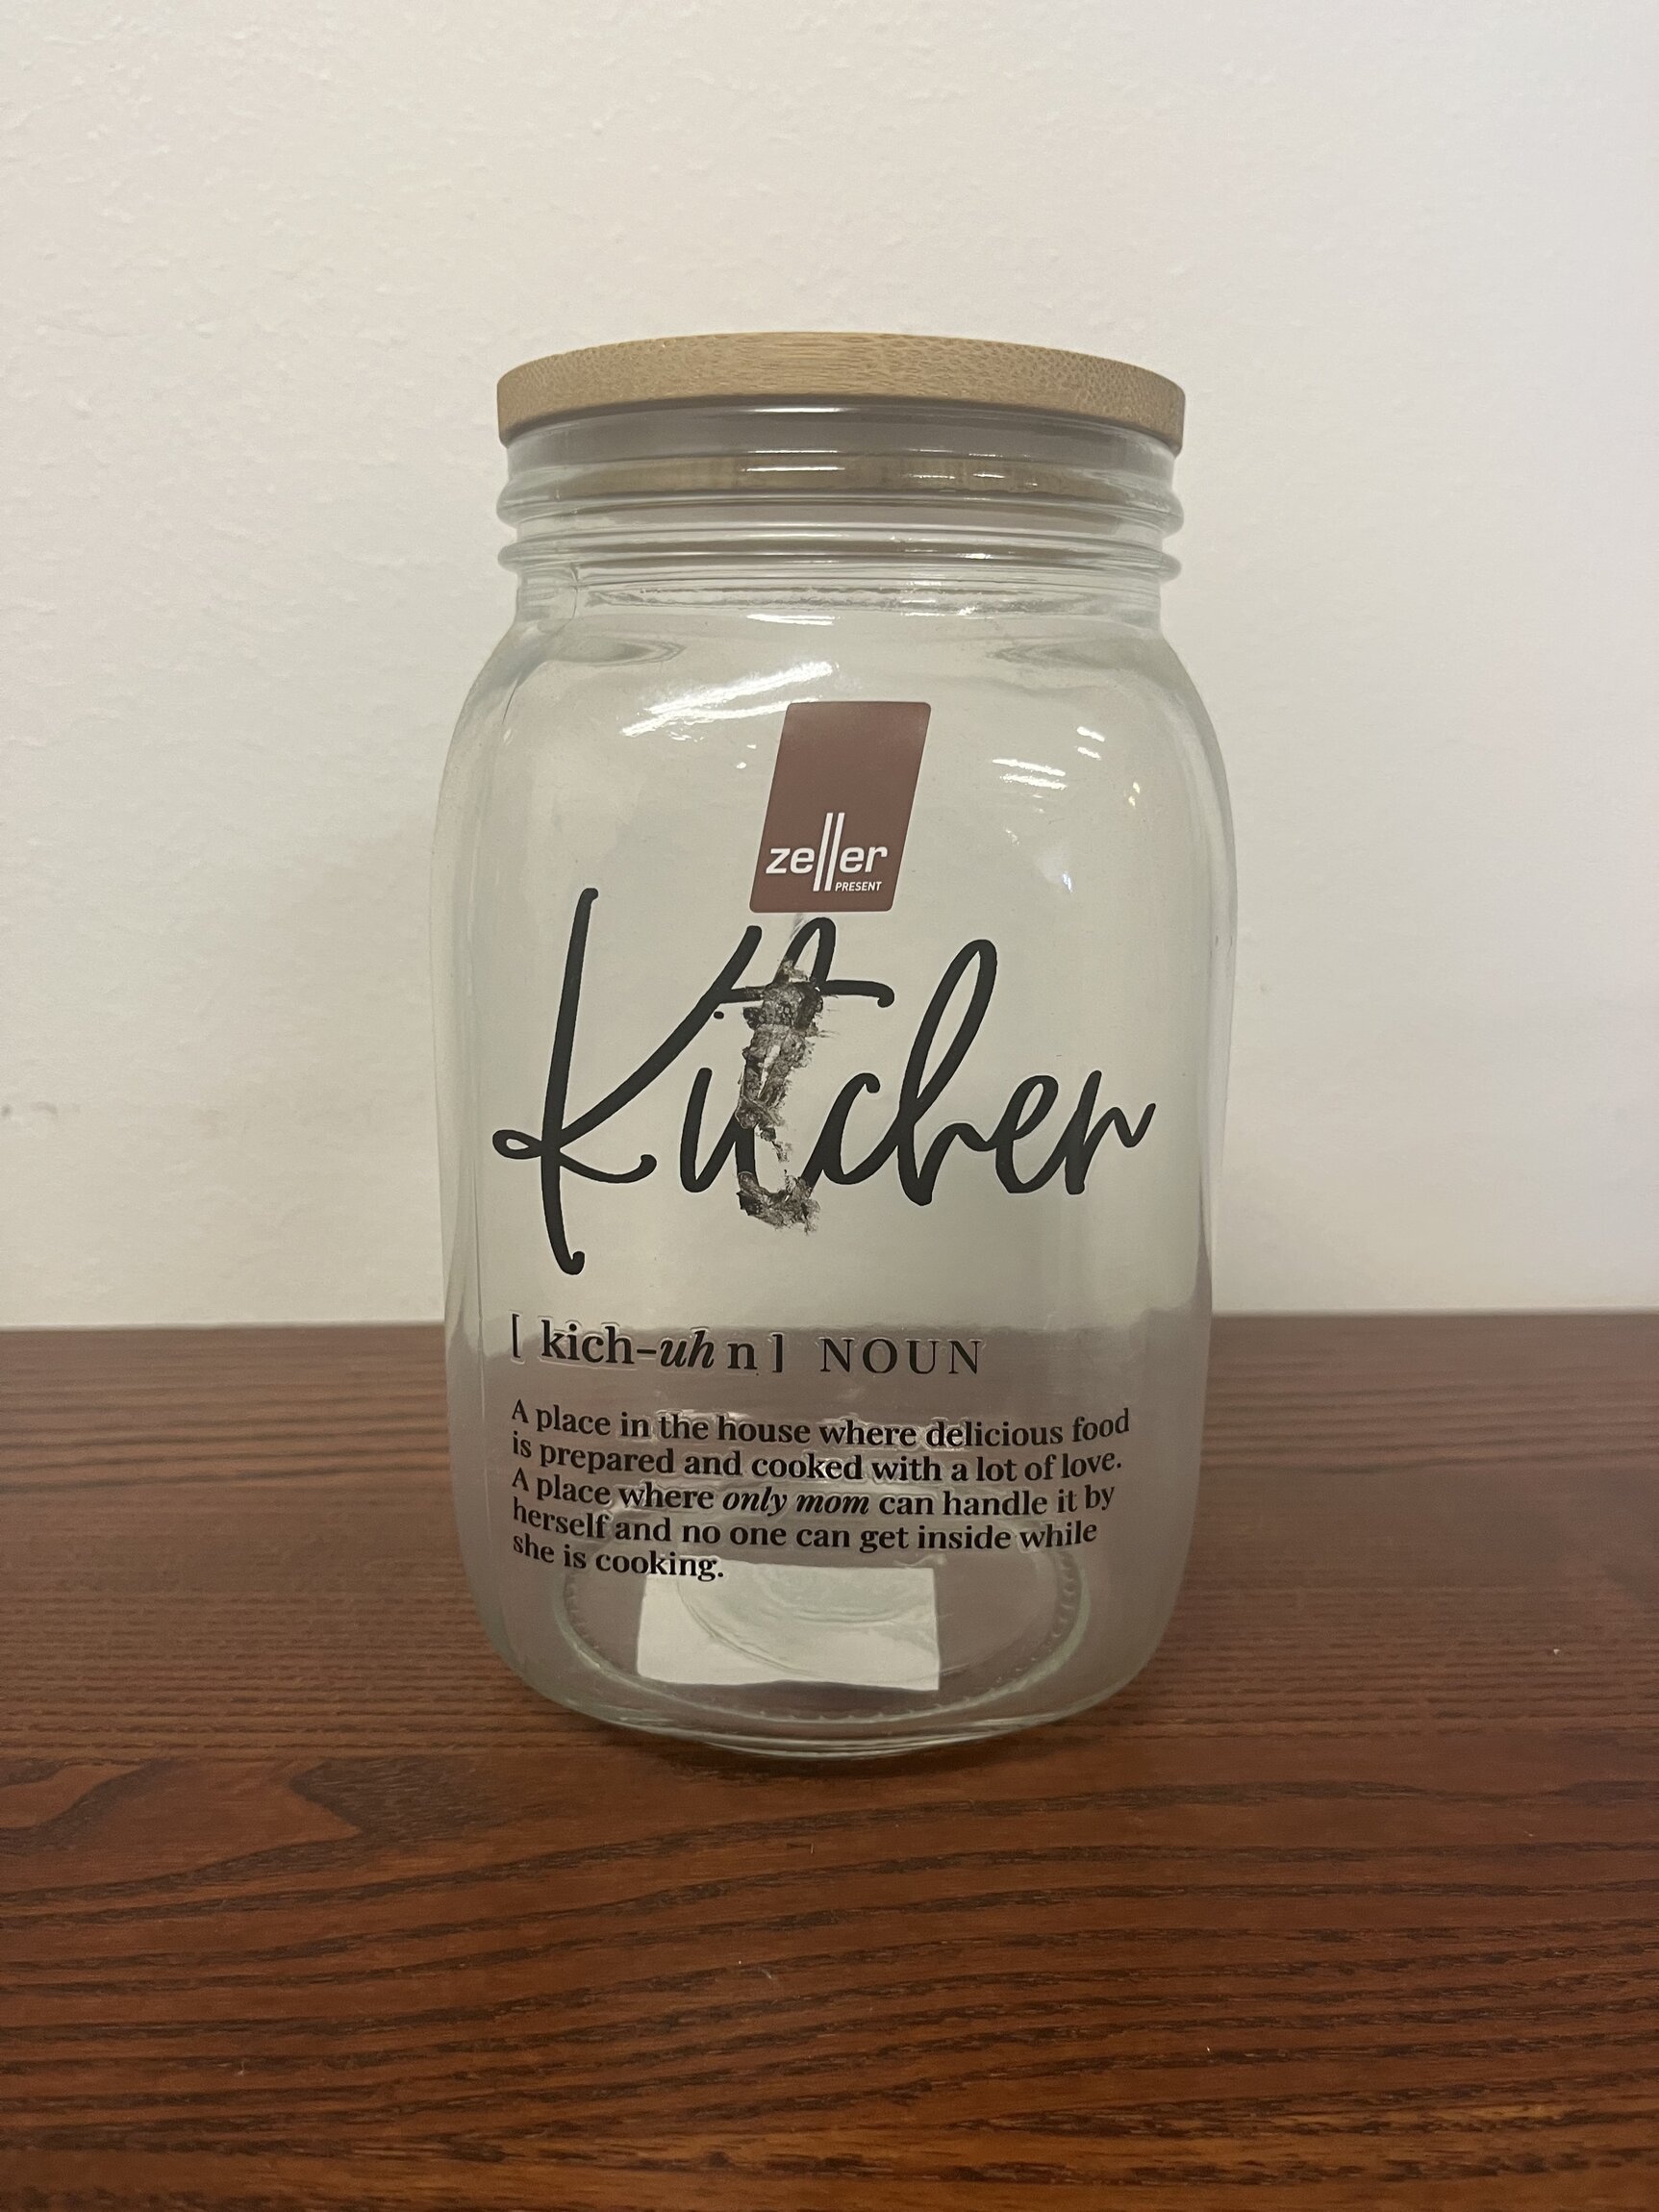 zeller
PRESENT
Kitchen
[ kich-uh n ] NOUN
A place in the house where delicious food
is prepared and cooked with a lot of love.
A place where only mom can handle it by
herself and no one can get inside while
she is cooking.